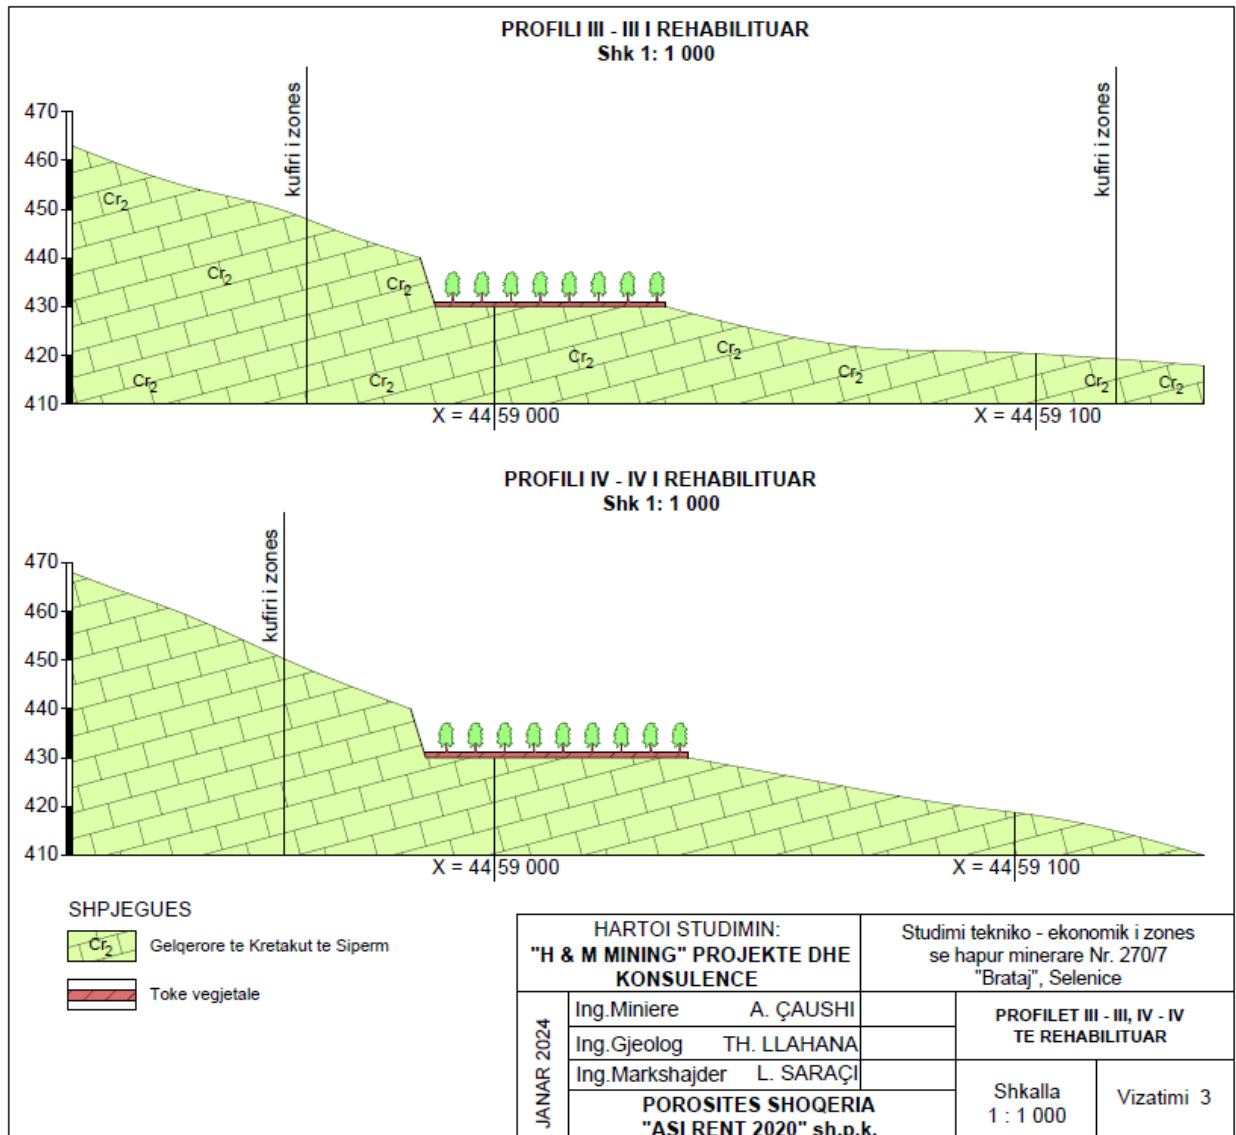 PROFILI III - III I REHABILITUAR
Shk 1: 1 000
kufiri i zones
kufiri i zones
470
460
450
440
430
420
410
Cr2
Cr2
Cr2
Cr2
Cr2
Cr2
Cr2
Cr2
Cr2
Cr2
X = 44 59 000
X = 44 59 100
PROFILI IV - IV I REHABILITUAR
Shk 1: 1 000
kufiri i zones
470
460
450
440
430
420
410
X = 44 59 000
X = 44 59 100
SHPJEGUES
Cr2 Gelqerore te Kretakut te Siperm
Toke vegjetale
HARTOI STUDIMIN:
"H & M MINING" PROJEKTE DHE
KONSULENCE
Studimi tekniko - ekonomik i zones
se hapur minerare Nr. 270/7
"Brataj", Selenice
JANAR 2024
Ing.Miniere A. ÇAUSHI
Ing.Gjeolog TH. LLAHANA
Ing.Markshajder L. SARAÇI
PROFILET III - III, IV - IV
TE REHABILITUAR
POROSITES SHOQERIA
"ASI RENT 2020" sh.p.k.
Shkalla
1 : 1 000
Vizatimi 3